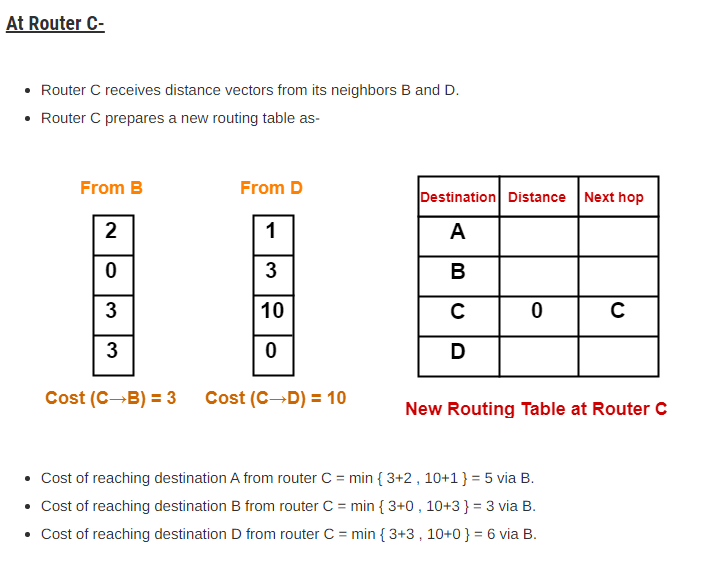 At Router C-
• Router C receives distance vectors from its neighbors B and D.
• Router C prepares a new routing table as-
From B From D
Destination Distance Next hop
2 1 A
0 3 B
3 10 C 0 C
3 0 D
Cost (C→B) = 3 Cost (C→D) = 10
New Routing Table at Router C
• Cost of reaching destination A from router C = min { 3+2 , 10+1 } = 5 via B.
• Cost of reaching destination B from router C = min { 3+0 , 10+3 } = 3 via B.
• Cost of reaching destination D from router C = min { 3+3 , 10+0 } = 6 via B.